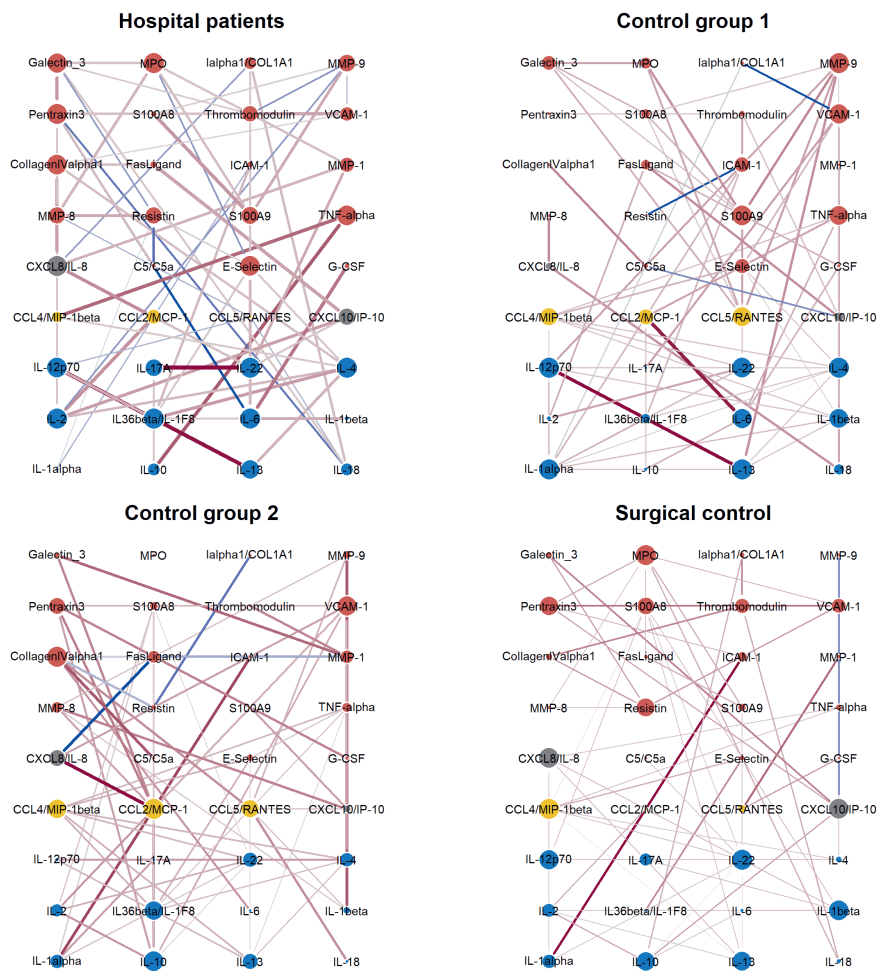 Hospital patients
Control group 1
Galectin_3 MPO lalpha1/COL1A1 MMP-9
Galectin_3 MPO lalpha1/COL1A1 MMP-9
Pentraxin3 S100A8 Thrombomodulin VCAM-1
Pentraxin3 S100A8 Thrombomodulin VCAM-1
CollagenIValpha1 FasLigand ICAM-1 MMP-1
CollagenIValpha1 FasLigand ICAM-1 MMP-1
MMP-8 Resistin S100A9 TNF-alpha
MMP-8 Resistin S100A9 TNF-alpha
CXCL8/IL-8 C5/C5a E-Selectin G-CSF
CXCL8/IL-8 C5/C5a E-Selectin G-CSF
CCL4/MIP-1beta CCL2/MCP-1 CCL5/RANTES CXCL10/IP-10
CCL4/MIP-1beta CCL2/MCP-1 CCL5/RANTES CXCL10/IP-10
IL-12p70 IL-17A IL-22 IL-4
IL-12p70 IL-17A IL-22 IL-4
IL-2 IL36beta/IL-1F8 IL-6 IL-1beta
IL-2 IL36beta/IL-1F8 IL-6 IL-1beta
IL-1alpha IL-10 IL-13 IL-18
IL-1alpha IL-10 IL-13 IL-18
Control group 2
Surgical control
Galectin_3 MPO lalpha1/COL1A1 MMP-9
Galectin_3 MPO lalpha1/COL1A1 MMP-9
Pentraxin3 S100A8 Thrombomodulin VCAM-1
Pentraxin3 S100A8 Thrombomodulin VCAM-1
CollagenIValpha1 FasLigand ICAM-1 MMP-1
CollagenIValpha1 FasLigand ICAM-1 MMP-1
MMP-8 Resistin S100A9 TNF-alpha
MMP-8 Resistin S100A9 TNF-alpha
CXCL8/IL-8 C5/C5a E-Selectin G-CSF
CXCL8/IL-8 C5/C5a E-Selectin G-CSF
CCL4/MIP-1beta CCL2/MCP-1 CCL5/RANTES CXCL10/IP-10
CCL4/MIP-1beta CCL2/MCP-1 CCL5/RANTES CXCL10/IP-10
IL-12p70 IL-17A IL-22 IL-4
IL-12p70 IL-17A IL-22 IL-4
IL-2 IL36beta/IL-1F8 IL-6 IL-1beta
IL-2 IL36beta/IL-1F8 IL-6 IL-1beta
IL-1alpha IL-10 IL-13 IL-18
IL-1alpha IL-10 IL-13 IL-18